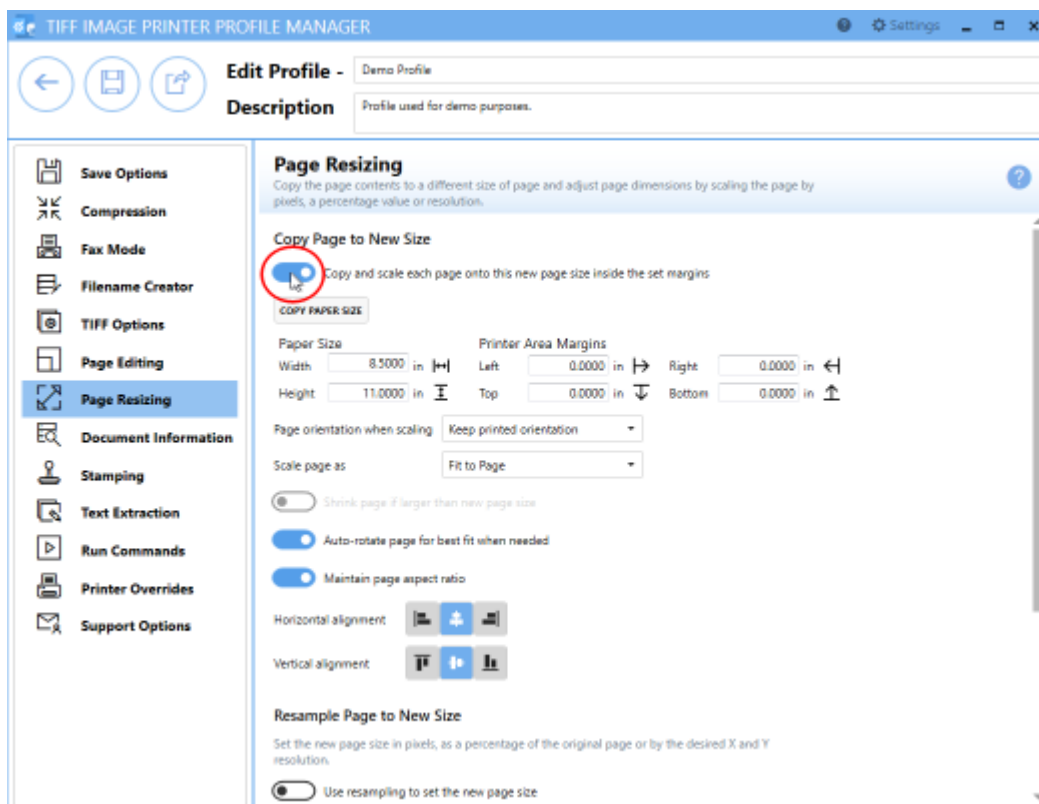 TIFF IMAGE PRINTER PROFILE MANAGER
Settings
Edit Profile - Demo Profile
Description Profile used for demo purposes.
Save Options
Compression
Fax Mode
Filename Creator
TIFF Options
Page Editing
Page Resizing
Document Information
Stamping
Text Extraction
Run Commands
Printer Overrides
Support Options
Page Resizing
Copy the page contents to a different size of page and adjust page dimensions by scaling the page by
pixels, a percentage value or resolution.
Copy Page to New Size
Copy and scale each page onto this new page size inside the set margins
COPY PAPER SIZE
Paper Size Printer Area Margins
Width 8.5000 in Left 0.0000 in Right 0.0000 in
Height 11.0000 in Top 0.0000 in Bottom 0.0000 in
Page orientation when scaling Keep printed orientation
Scale page as Fit to Page
Shrink page if larger than new page size
Auto-rotate page for best fit when needed
Maintain page aspect ratio
Horizontal alignment
Vertical alignment
Resample Page to New Size
Set the new page size in pixels, as a percentage of the original page or by the desired X and Y
resolution.
Use resampling to set the new page size